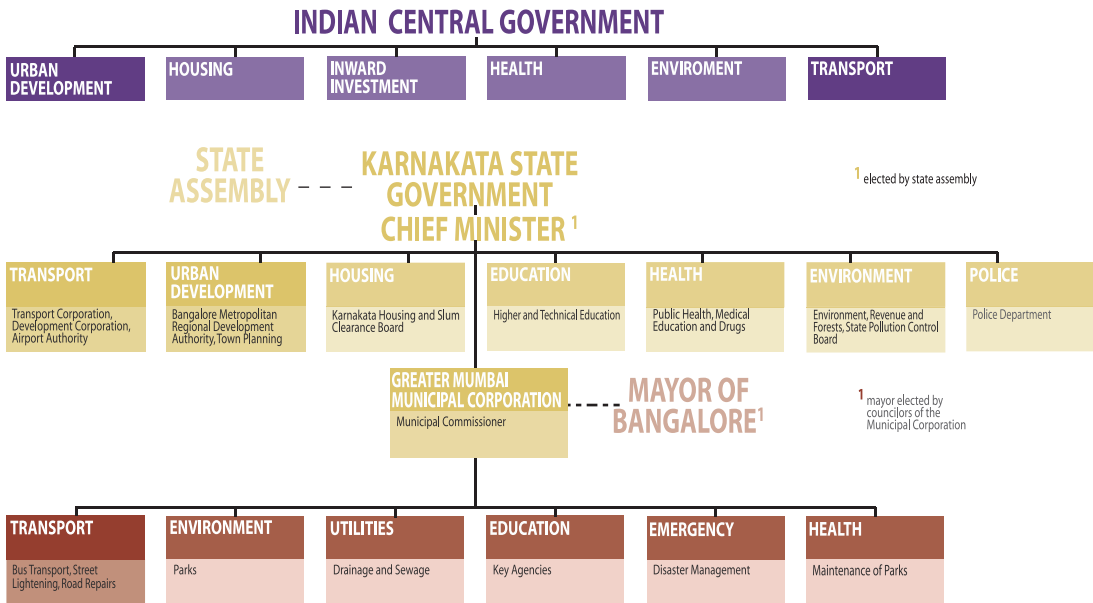 INDIAN CENTRAL GOVERNMENT
URBAN
DEVELOPMENT
HOUSING
INWARD
INVESTMENT
HEALTH
ENVIROMENT
TRANSPORT
STATE
ASSEMBLY
KARNAKATA STATE
GOVERNMENT
CHIEF MINISTER 1
1 elected by state assembly
TRANSPORT
Transport Corporation,
Development Corporation,
Airport Authority
URBAN
DEVELOPMENT
Bangalore Metropolitan
Regional Development
Authority, Town Planning
HOUSING
Karnakata Housing and Slum
Clearance Board
EDUCATION
Higher and Technical Education
HEALTH
Public Health, Medical
Education and Drugs
ENVIRONMENT
Environment, Revenue and
Forests, State Pollution Control
Board
POLICE
Police Department
GREATER MUMBAI
MUNICIPAL CORPORATION
Municipal Commissioner
MAYOR OF
BANGALORE1
1 mayor elected by
councilors of the
Municipal Corporation
TRANSPORT
Bus Transport, Street
Lightening, Road Repairs
ENVIRONMENT
Parks
UTILITIES
Drainage and Sewage
EDUCATION
Key Agencies
EMERGENCY
Disaster Management
HEALTH
Maintenance of Parks